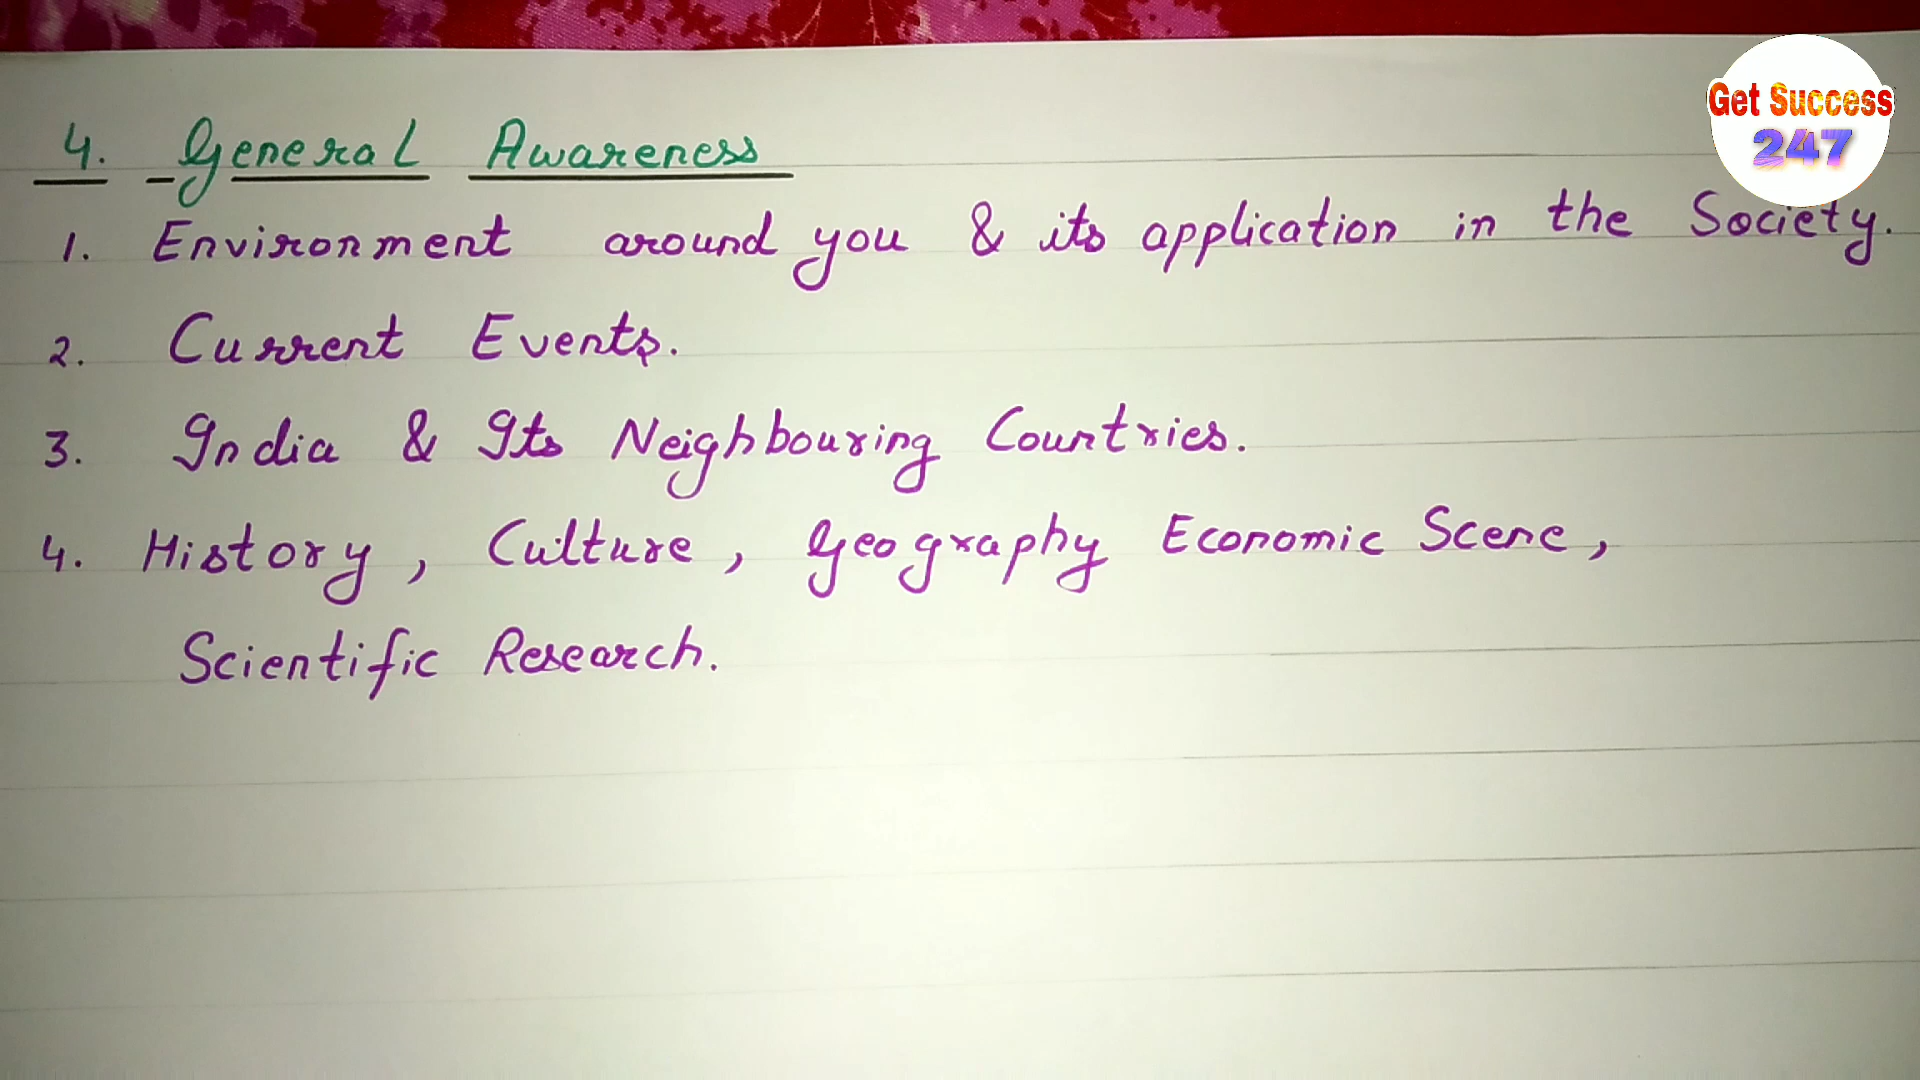 Get Success
247
4. General Awareness
1. Environment around you & its application in the Society.
2. Current Events.
3. India & Its Neighbouring Countries.
4. History, Culture, Geography Economic Scene,
Scientific Research.